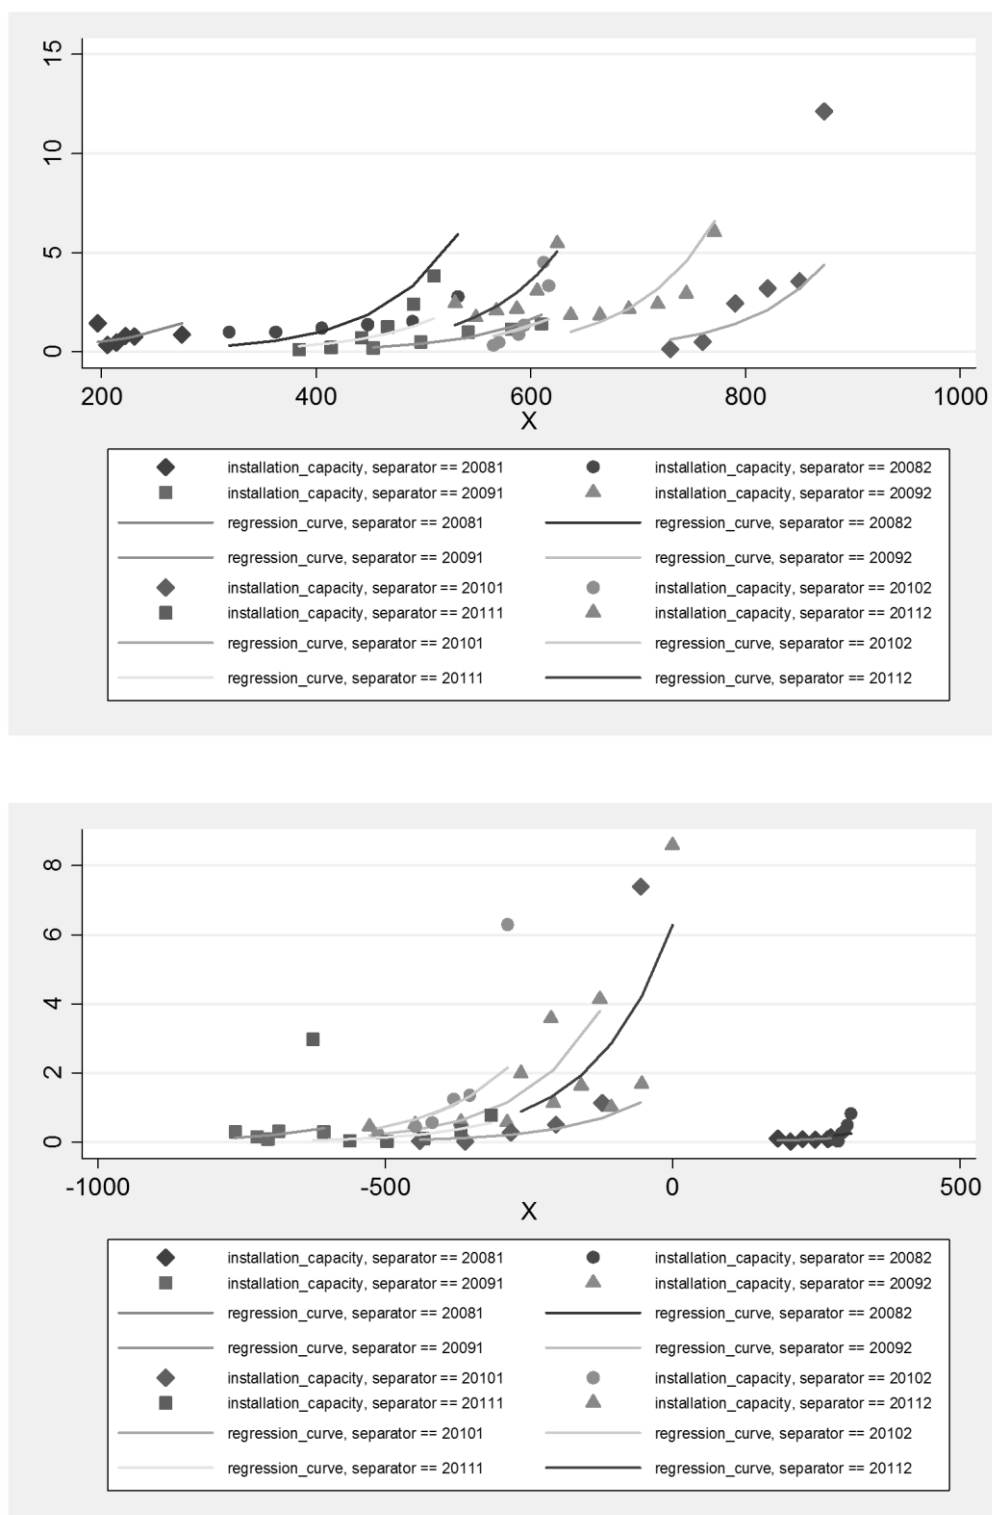 15
10
5
0
200 400 600 800 1000
X
installation_capacity, separator == 20081 installation_capacity, separator == 20082
installation_capacity, separator == 20091 installation_capacity, separator == 20092
regression_curve, separator == 20081 regression_curve, separator == 20082
regression_curve, separator == 20091 regression_curve, separator == 20092
installation_capacity, separator == 20101 installation_capacity, separator == 20102
installation_capacity, separator == 20111 installation_capacity, separator == 20112
regression_curve, separator == 20101 regression_curve, separator == 20102
regression_curve, separator == 20111 regression_curve, separator == 20112
8
6
4
2
0
-1000 -500 0 500
X
installation_capacity, separator == 20081 installation_capacity, separator == 20082
installation_capacity, separator == 20091 installation_capacity, separator == 20092
regression_curve, separator == 20081 regression_curve, separator == 20082
regression_curve, separator == 20091 regression_curve, separator == 20092
installation_capacity, separator == 20101 installation_capacity, separator == 20102
installation_capacity, separator == 20111 installation_capacity, separator == 20112
regression_curve, separator == 20101 regression_curve, separator == 20102
regression_curve, separator == 20111 regression_curve, separator == 20112